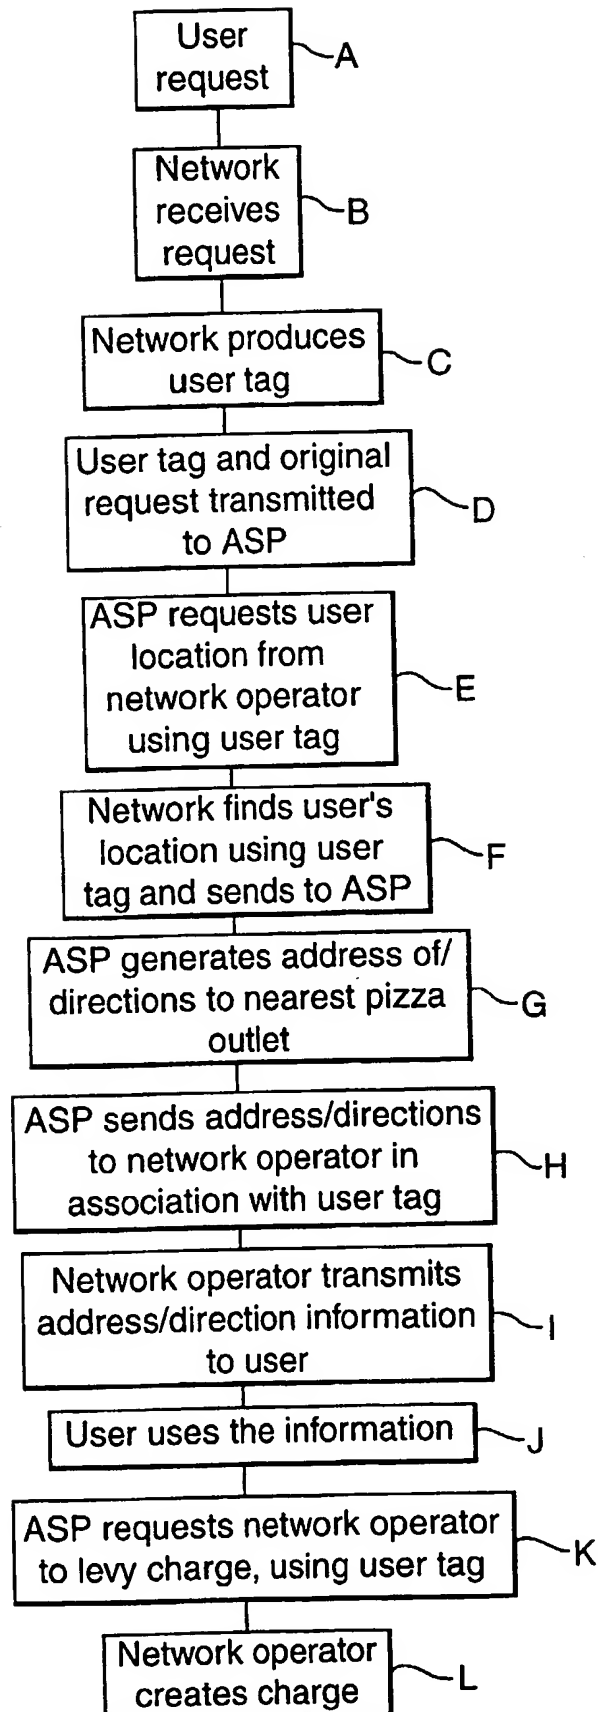 User
request
A
Network
receives
request
B
Network produces
user tag
C
User tag and original
request transmitted
to ASP
D
ASP requests user
location from
network operator
using user tag
E
Network finds user's
location using user
tag and sends to ASP
F
ASP generates address of/
directions to nearest pizza
outlet
G
ASP sends address/directions
to network operator in
association with user tag
H
Network operator transmits
address/direction information
to user
I
User uses the information
J
ASP requests network operator
to levy charge, using user tag
K
Network operator
creates charge
L